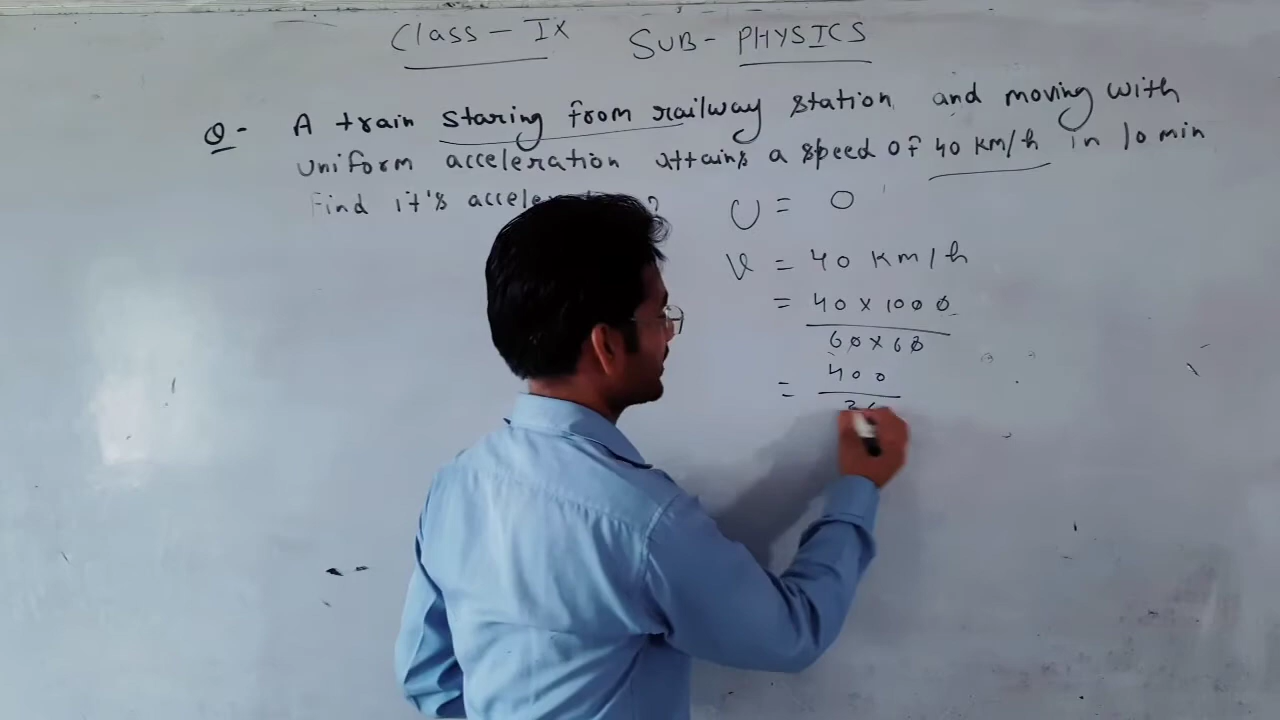 Class - IX SUB - PHYSICS
Q - A train staring from railway station and moving with
uniform acceleration attains a speed of 40 km/h in 10 min
Find it's
U = 0
V = 40 km/h
= 40 x 1000
60 x 60
= 400